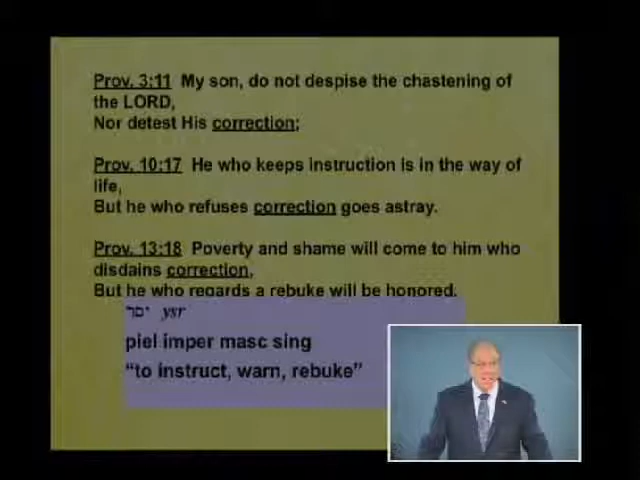 Prov. 3:11 My son, do not despise the chastening of
the LORD,
Nor detest His correction;
Prov. 10:17 He who keeps instruction is in the way of
life,
But he who refuses correction goes astray.
Prov. 13:18 Poverty and shame will come to him who
disdains correction,
But he who regards a rebuke will be honored.
יסר ysr
piel imper masc sing
“to instruct, warn, rebuke”